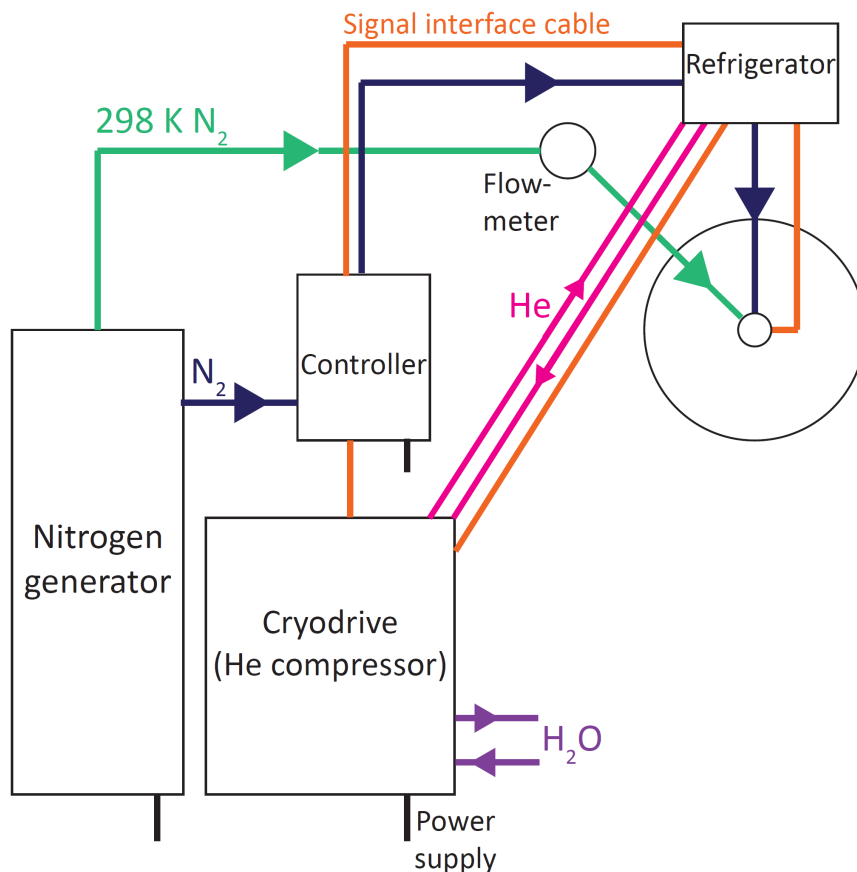 Signal interface cable
Refrigerator
298 K N₂
Flow-
meter
He
Controller
N₂
Nitrogen
generator
Cryodrive
(He compressor)
H₂O
Power
supply